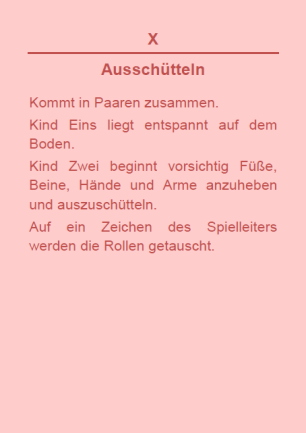 X
Ausschütteln
Kommt in Paaren zusammen.
Kind Eins liegt entspannt auf dem
Boden.
Kind Zwei beginnt vorsichtig Füße,
Beine, Hände und Arme anzuheben
und auszuschütteln.
Auf ein Zeichen des Spielleiters
werden die Rollen getauscht.